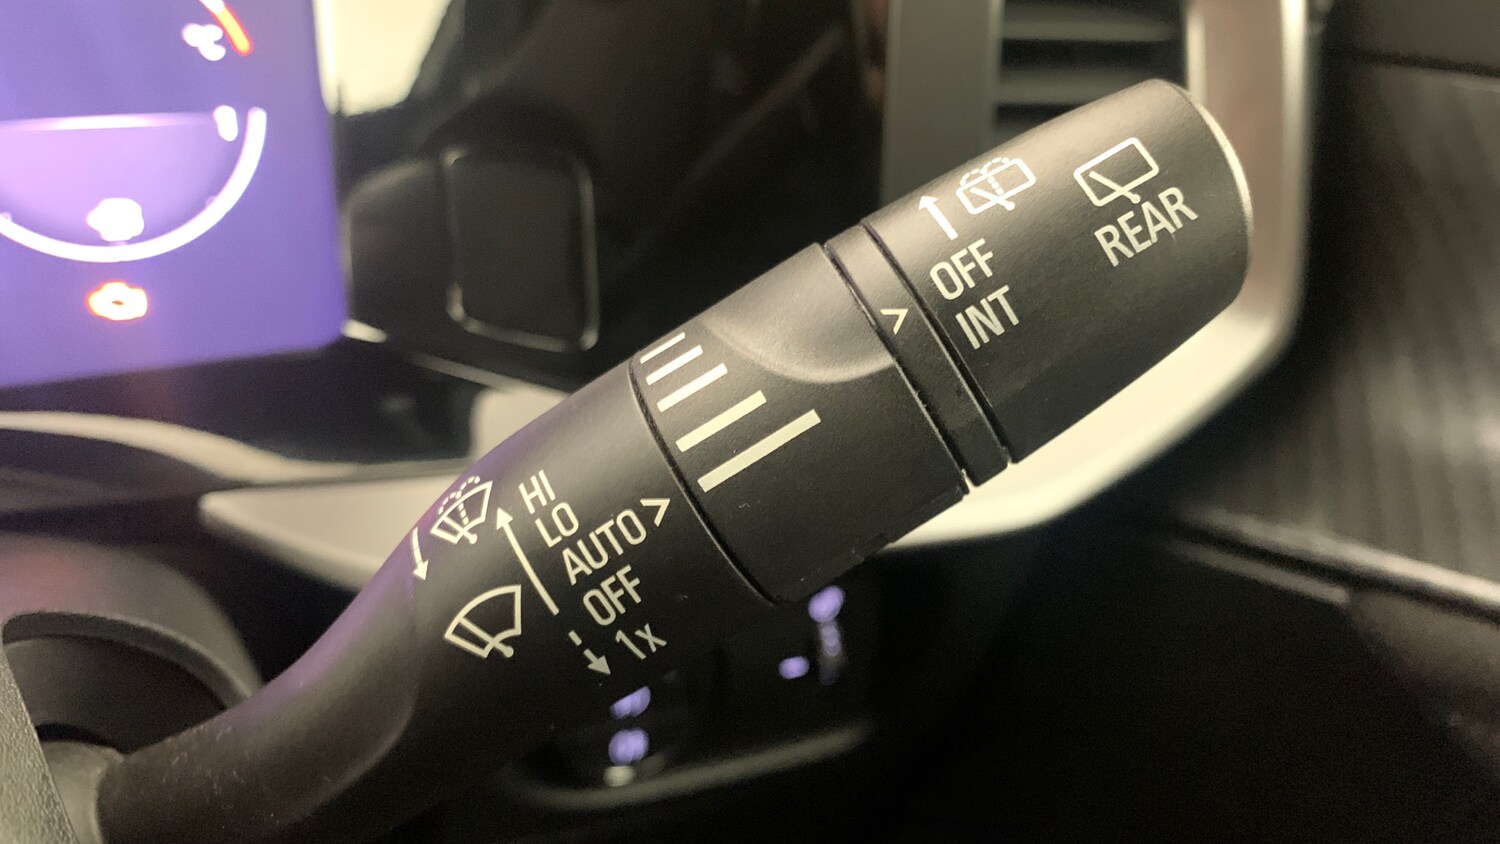 REAR
OFF
INT
HI
LO
AUTO
OFF
1x